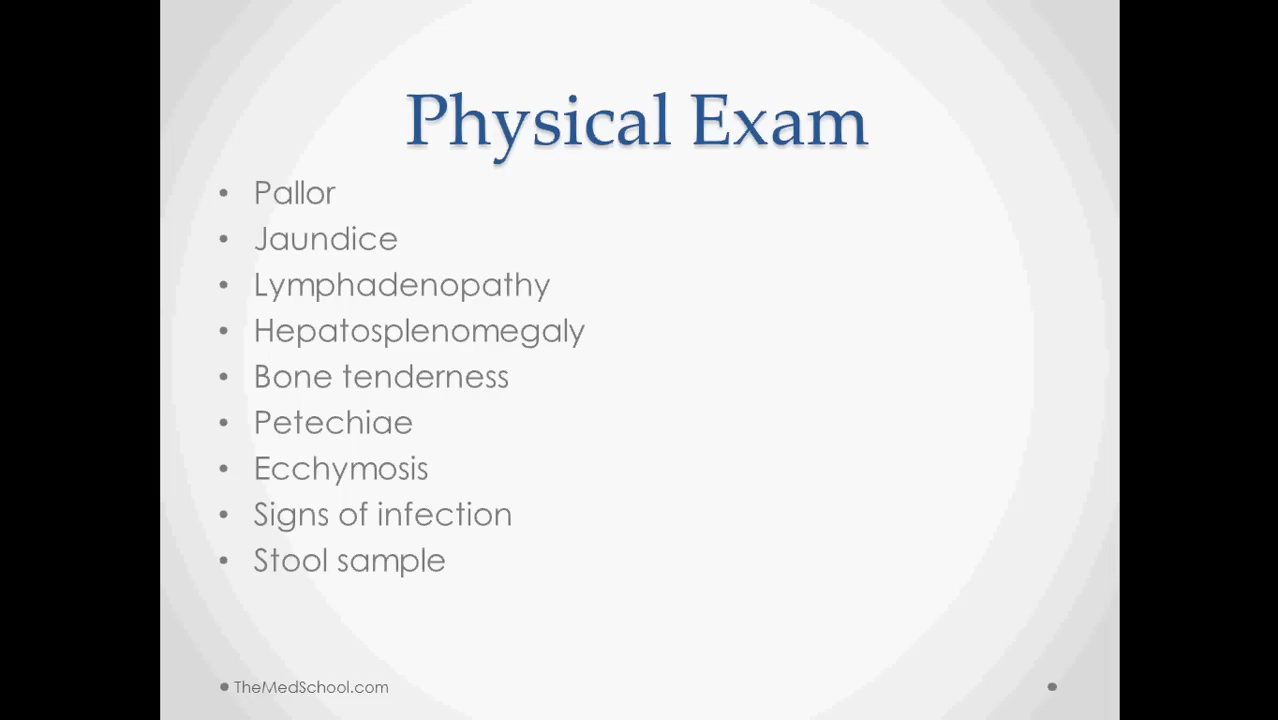 Physical Exam
• Pallor
• Jaundice
• Lymphadenopathy
• Hepatosplenomegaly
• Bone tenderness
• Petechiae
• Ecchymosis
• Signs of infection
• Stool sample
TheMedSchool.com